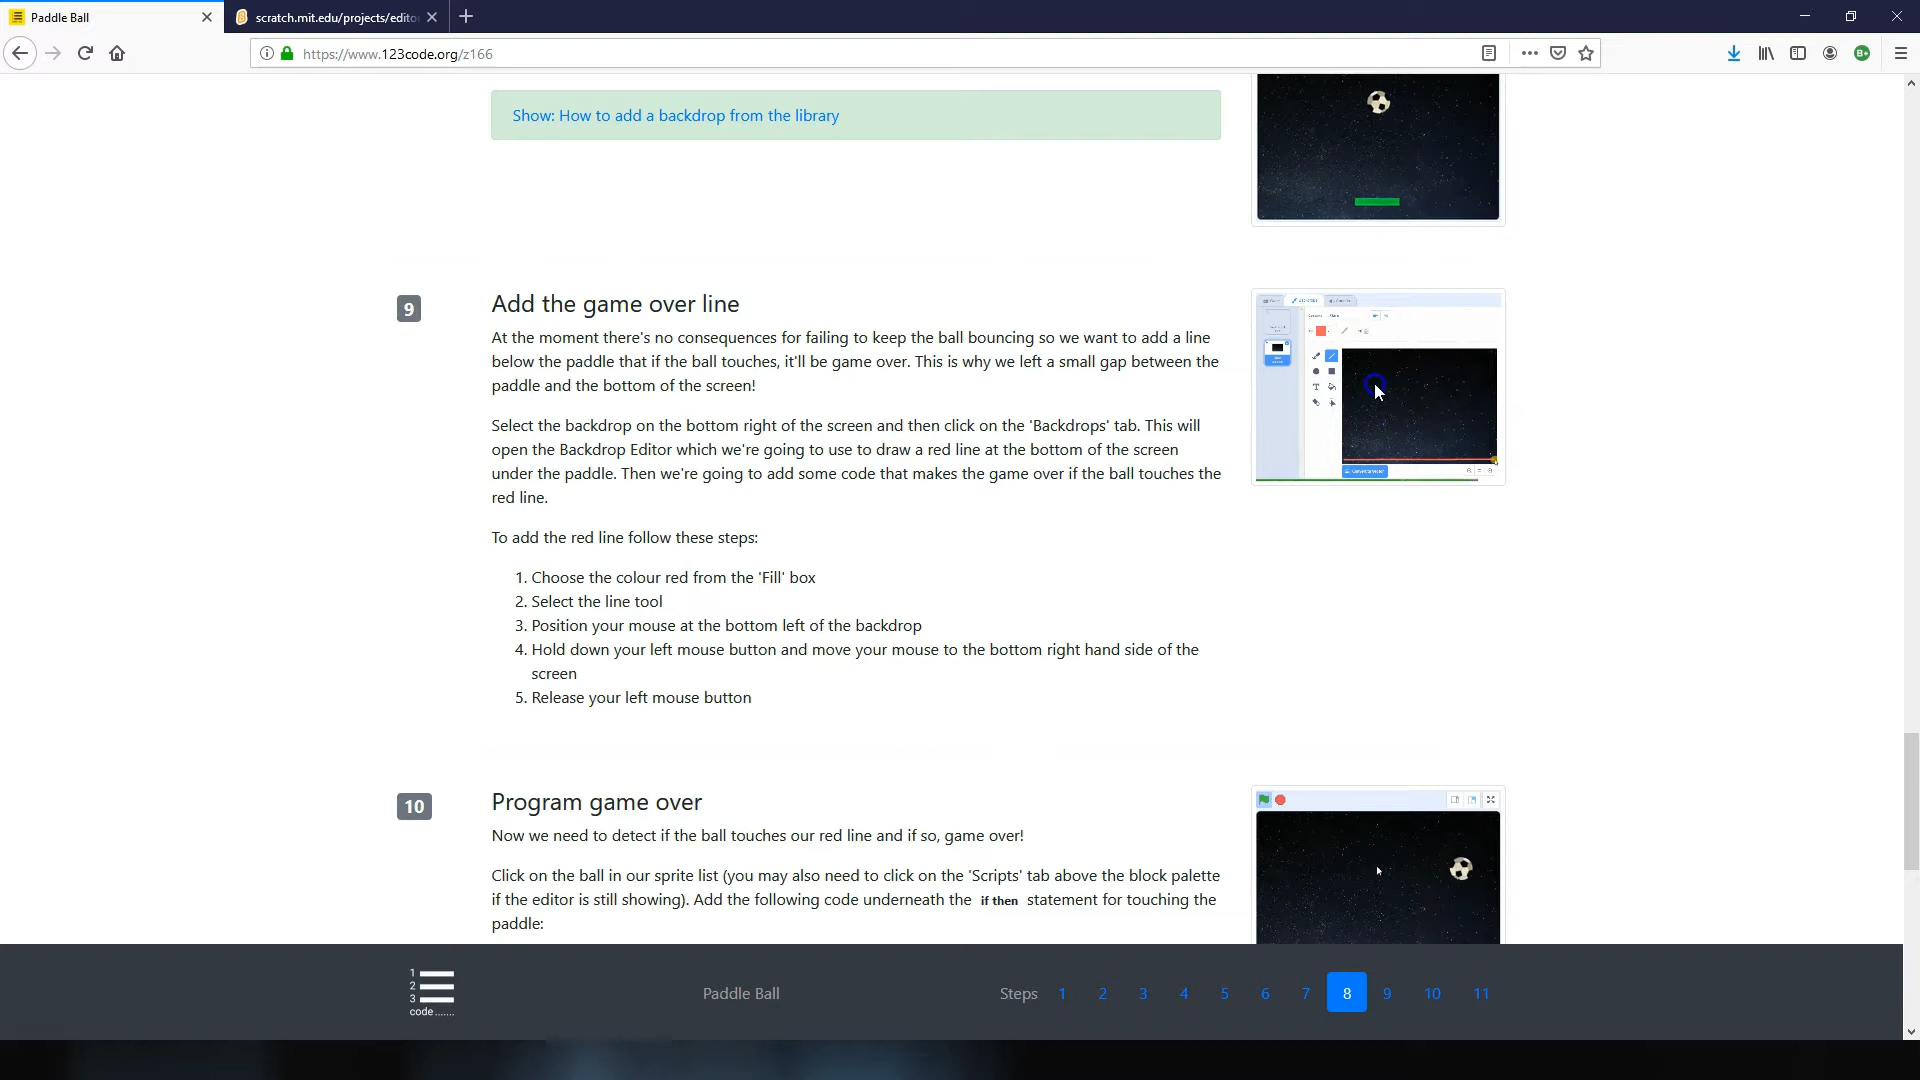 Paddle Ball
scratch.mit.edu/projects/edito
https://www.123code.org/z166
Show: How to add a backdrop from the library
9
Add the game over line
At the moment there's no consequences for failing to keep the ball bouncing so we want to add a line
below the paddle that if the ball touches, it'll be game over. This is why we left a small gap between the
paddle and the bottom of the screen!
Select the backdrop on the bottom right of the screen and then click on the 'Backdrops' tab. This will
open the Backdrop Editor which we're going to use to draw a red line at the bottom of the screen
under the paddle. Then we're going to add some code that makes the game over if the ball touches the
red line.
To add the red line follow these steps:
1. Choose the colour red from the 'Fill' box
2. Select the line tool
3. Position your mouse at the bottom left of the backdrop
4. Hold down your left mouse button and move your mouse to the bottom right hand side of the
screen
5. Release your left mouse button
10
Program game over
Now we need to detect if the ball touches our red line and if so, game over!
Click on the ball in our sprite list (you may also need to click on the 'Scripts' tab above the block palette
if the editor is still showing). Add the following code underneath the if then statement for touching the
paddle:
1
2
3
code.......
Paddle Ball
Steps 1 2 3 4 5 6 7 8 9 10 11